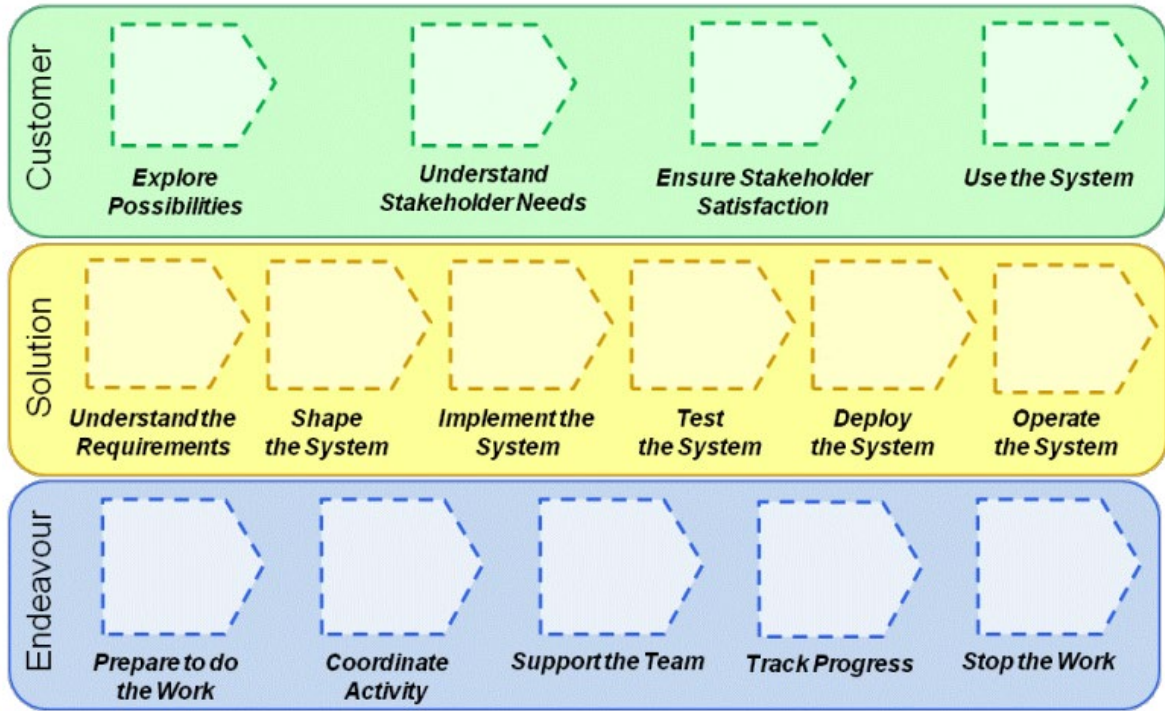 Customer
Explore
Possibilities
Understand
Stakeholder Needs
Ensure Stakeholder
Satisfaction
Use the System
Solution
Understand the
Requirements
Shape
the System
Implement the
System
Test
the System
Deploy
the System
Operate
the System
Endeavour
Prepare to do
the Work
Coordinate
Activity
Support the Team
Track Progress
Stop the Work